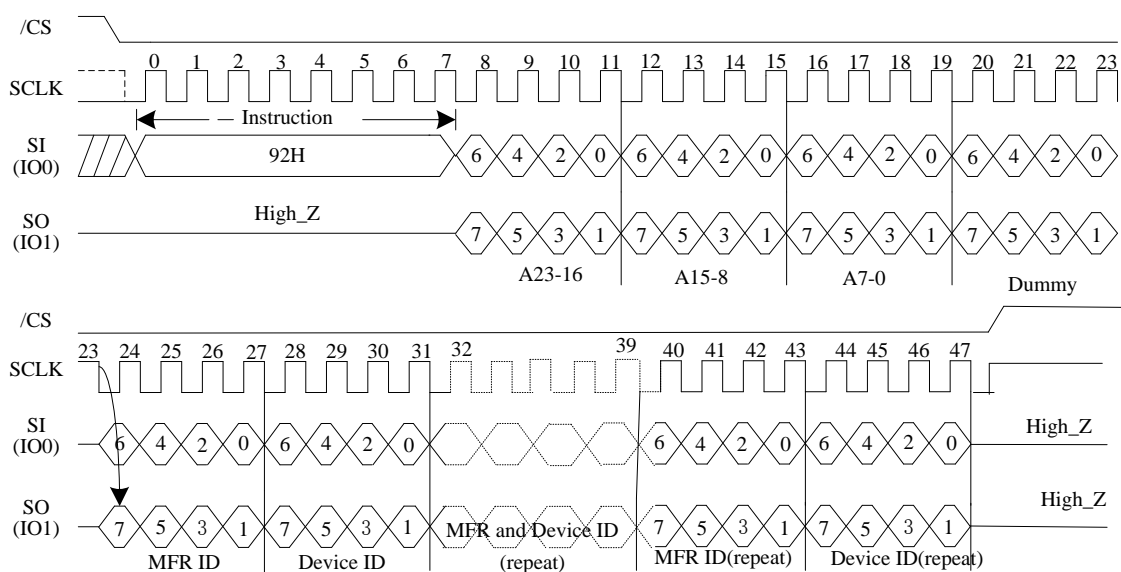 /CS
0 1 2 3 4 5 6 7 8 9 10 11 12 13 14 15 16 17 18 19 20 21 22 23
SCLK
Instruction
SI
(IO0)
92H 6 4 2 0 6 4 2 0 6 4 2 0 6 4 2 0
High_Z
SO
(IO1)
7 5 3 1 7 5 3 1 7 5 3 1 7 5 3 1
A23-16 A15-8 A7-0 Dummy
/CS
23 24 25 26 27 28 29 30 31 32 39 40 41 42 43 44 45 46 47
SCLK
SI
(IO0)
6 4 2 0 6 4 2 0 6 4 2 0 6 4 2 0 High_Z
SO
(IO1)
7 5 3 1 7 5 3 1 MFR and Device ID 7 5 3 1 7 5 3 1 High_Z
MFR ID Device ID (repeat) MFR ID(repeat) Device ID(repeat)